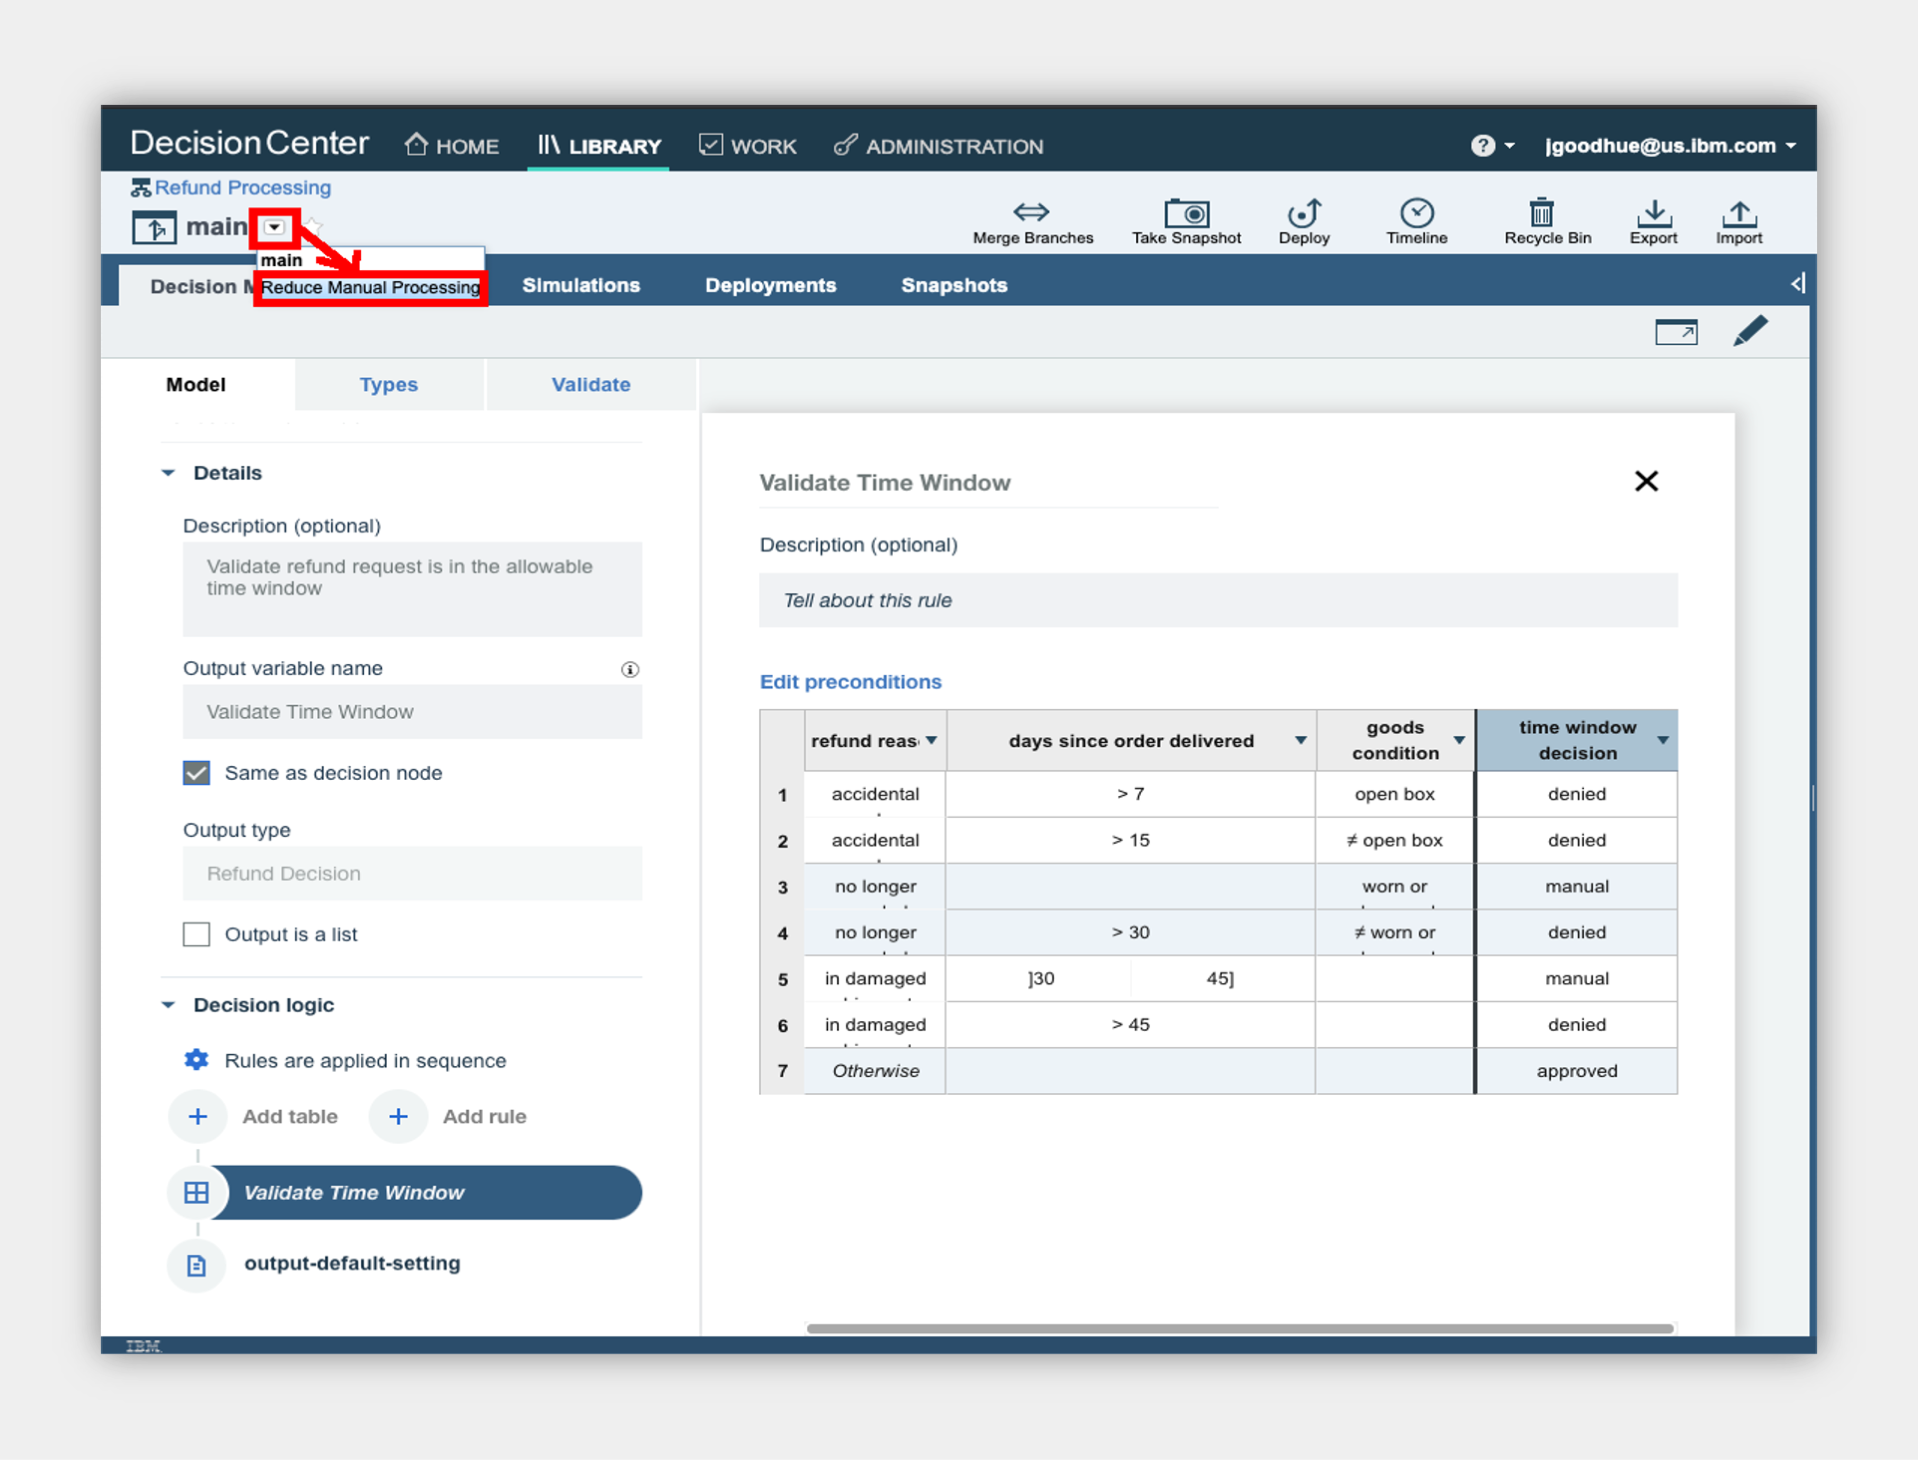 Decision Center HOME LIBRARY WORK ADMINISTRATION ? jgoodhue@us.ibm.com
Refund Processing
main
Merge Branches Take Snapshot Deploy Timeline Recycle Bin Export Import
main
Reduce Manual Processing
Decision Simulations Deployments Snapshots
Model Types Validate
Details
Description (optional)
Validate refund request is in the allowable
time window
Output variable name
Validate Time Window
Same as decision node
Output type
Refund Decision
Output is a list
Decision logic
Rules are applied in sequence
Add table Add rule
Validate Time Window
output-default-setting
Validate Time Window
Description (optional)
Tell about this rule
Edit preconditions
refund reas days since order delivered goods condition time window decision
1 accidental > 7 open box denied
2 accidental > 15 ≠ open box denied
3 no longer worn or manual
4 no longer > 30 ≠ worn or denied
5 in damaged ]30 45] manual
6 in damaged > 45 denied
7 Otherwise approved
IBM